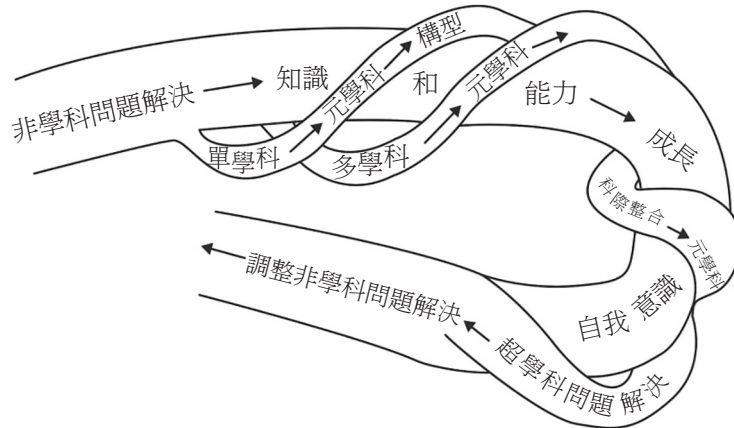 非學科問題解決
知識
和
能力
成長
單學科
元學科
構型
多學科
元學科
科際整合
元學科
自我 意識
超學科問題 解決
調整非學科問題解決